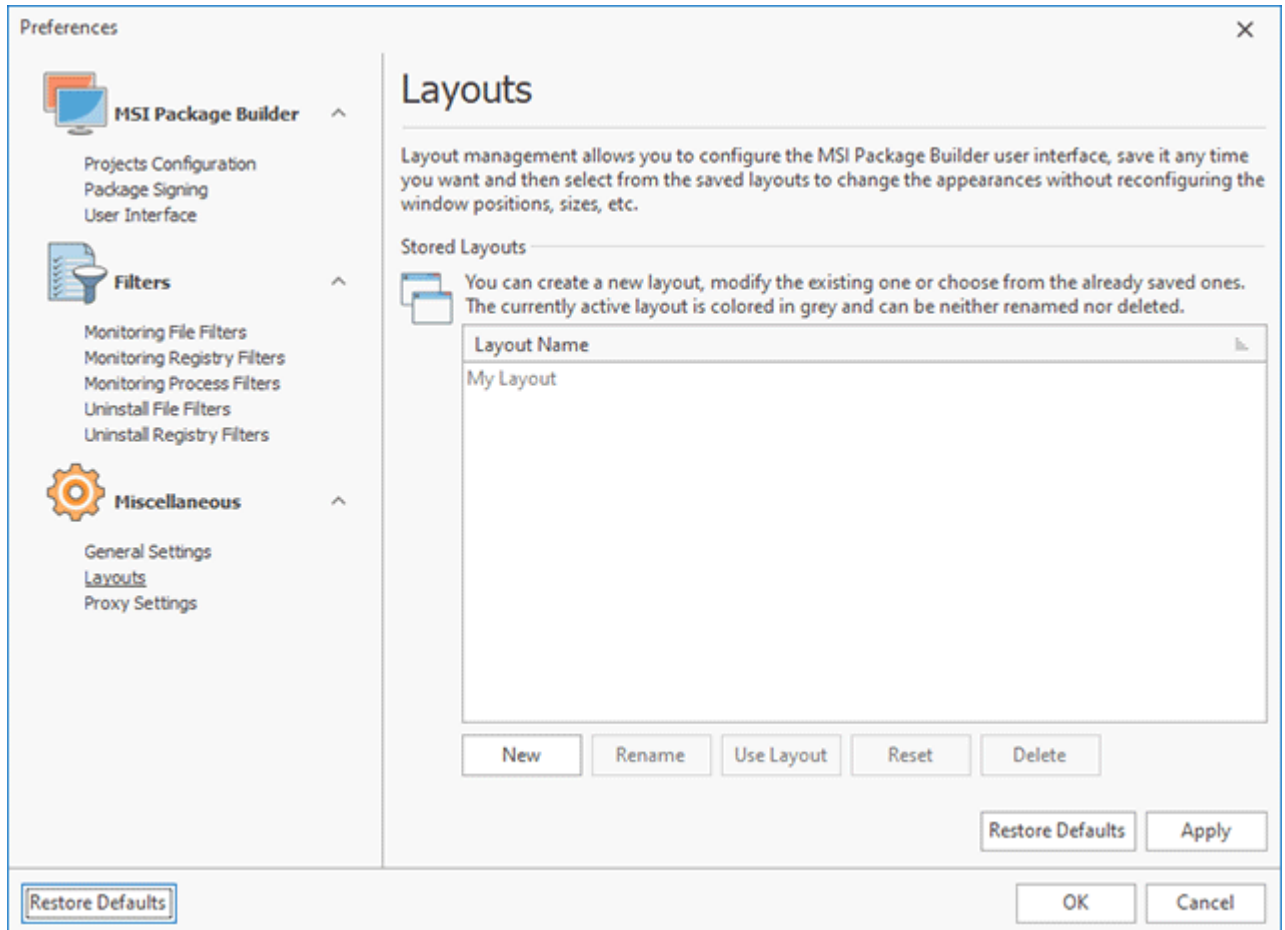 Preferences
MSI Package Builder
Projects Configuration
Package Signing
User Interface
Filters
Monitoring File Filters
Monitoring Registry Filters
Monitoring Process Filters
Uninstall File Filters
Uninstall Registry Filters
Miscellaneous
General Settings
Layouts
Proxy Settings
Layouts
Layout management allows you to configure the MSI Package Builder user interface, save it any time
you want and then select from the saved layouts to change the appearances without reconfiguring the
window positions, sizes, etc.
Stored Layouts
You can create a new layout, modify the existing one or choose from the already saved ones.
The currently active layout is colored in grey and can be neither renamed nor deleted.
Layout Name
My Layout
New Rename Use Layout Reset Delete
Restore Defaults Apply
Restore Defaults OK Cancel